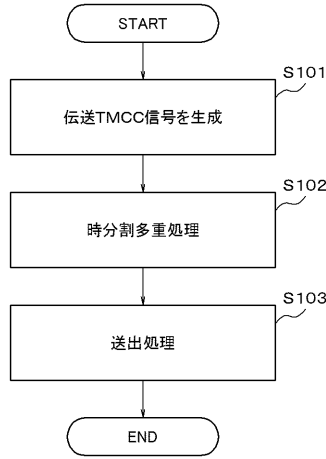 START
S101
伝送TMCC信号を生成
S102
時分割多重処理
S103
送出処理
END